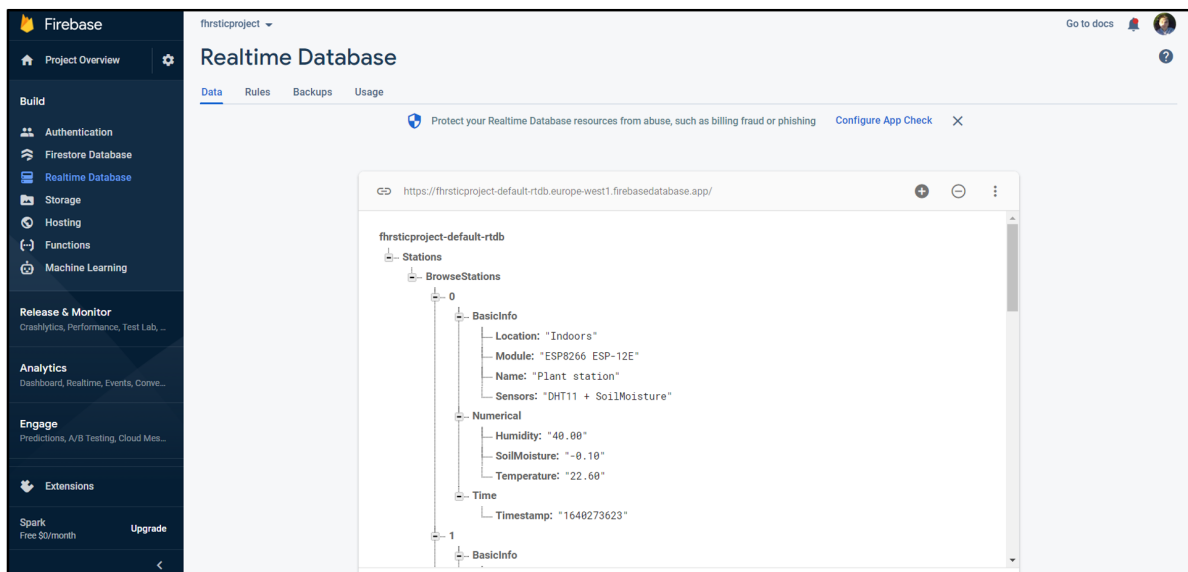 Firebase
fhrsticproject
Go to docs
Project Overview
Realtime Database
Data Rules Backups Usage
Build
Protect your Realtime Database resources from abuse, such as billing fraud or phishing Configure App Check
Authentication
Firestore Database
Realtime Database
Storage
Hosting
Functions
Machine Learning
Release & Monitor
Crashlytics, Performance, Test Lab, ...
Analytics
Dashboard, Realtime, Events, Conve...
Engage
Predictions, A/B Testing, Cloud Mes...
Extensions
Spark
Free $0/month
Upgrade
https://fhrsticproject-default-rtdb.europe-west1.firebasedatabase.app/
fhrsticproject-default-rtdb
Stations
BrowseStations
0
BasicInfo
Location: "Indoors"
Module: "ESP8266 ESP-12E"
Name: "Plant station"
Sensors: "DHT11 + SoilMoisture"
Numerical
Humidity: "40.00"
SoilMoisture: "-0.10"
Temperature: "22.60"
Time
Timestamp: "1640273623"
1
BasicInfo